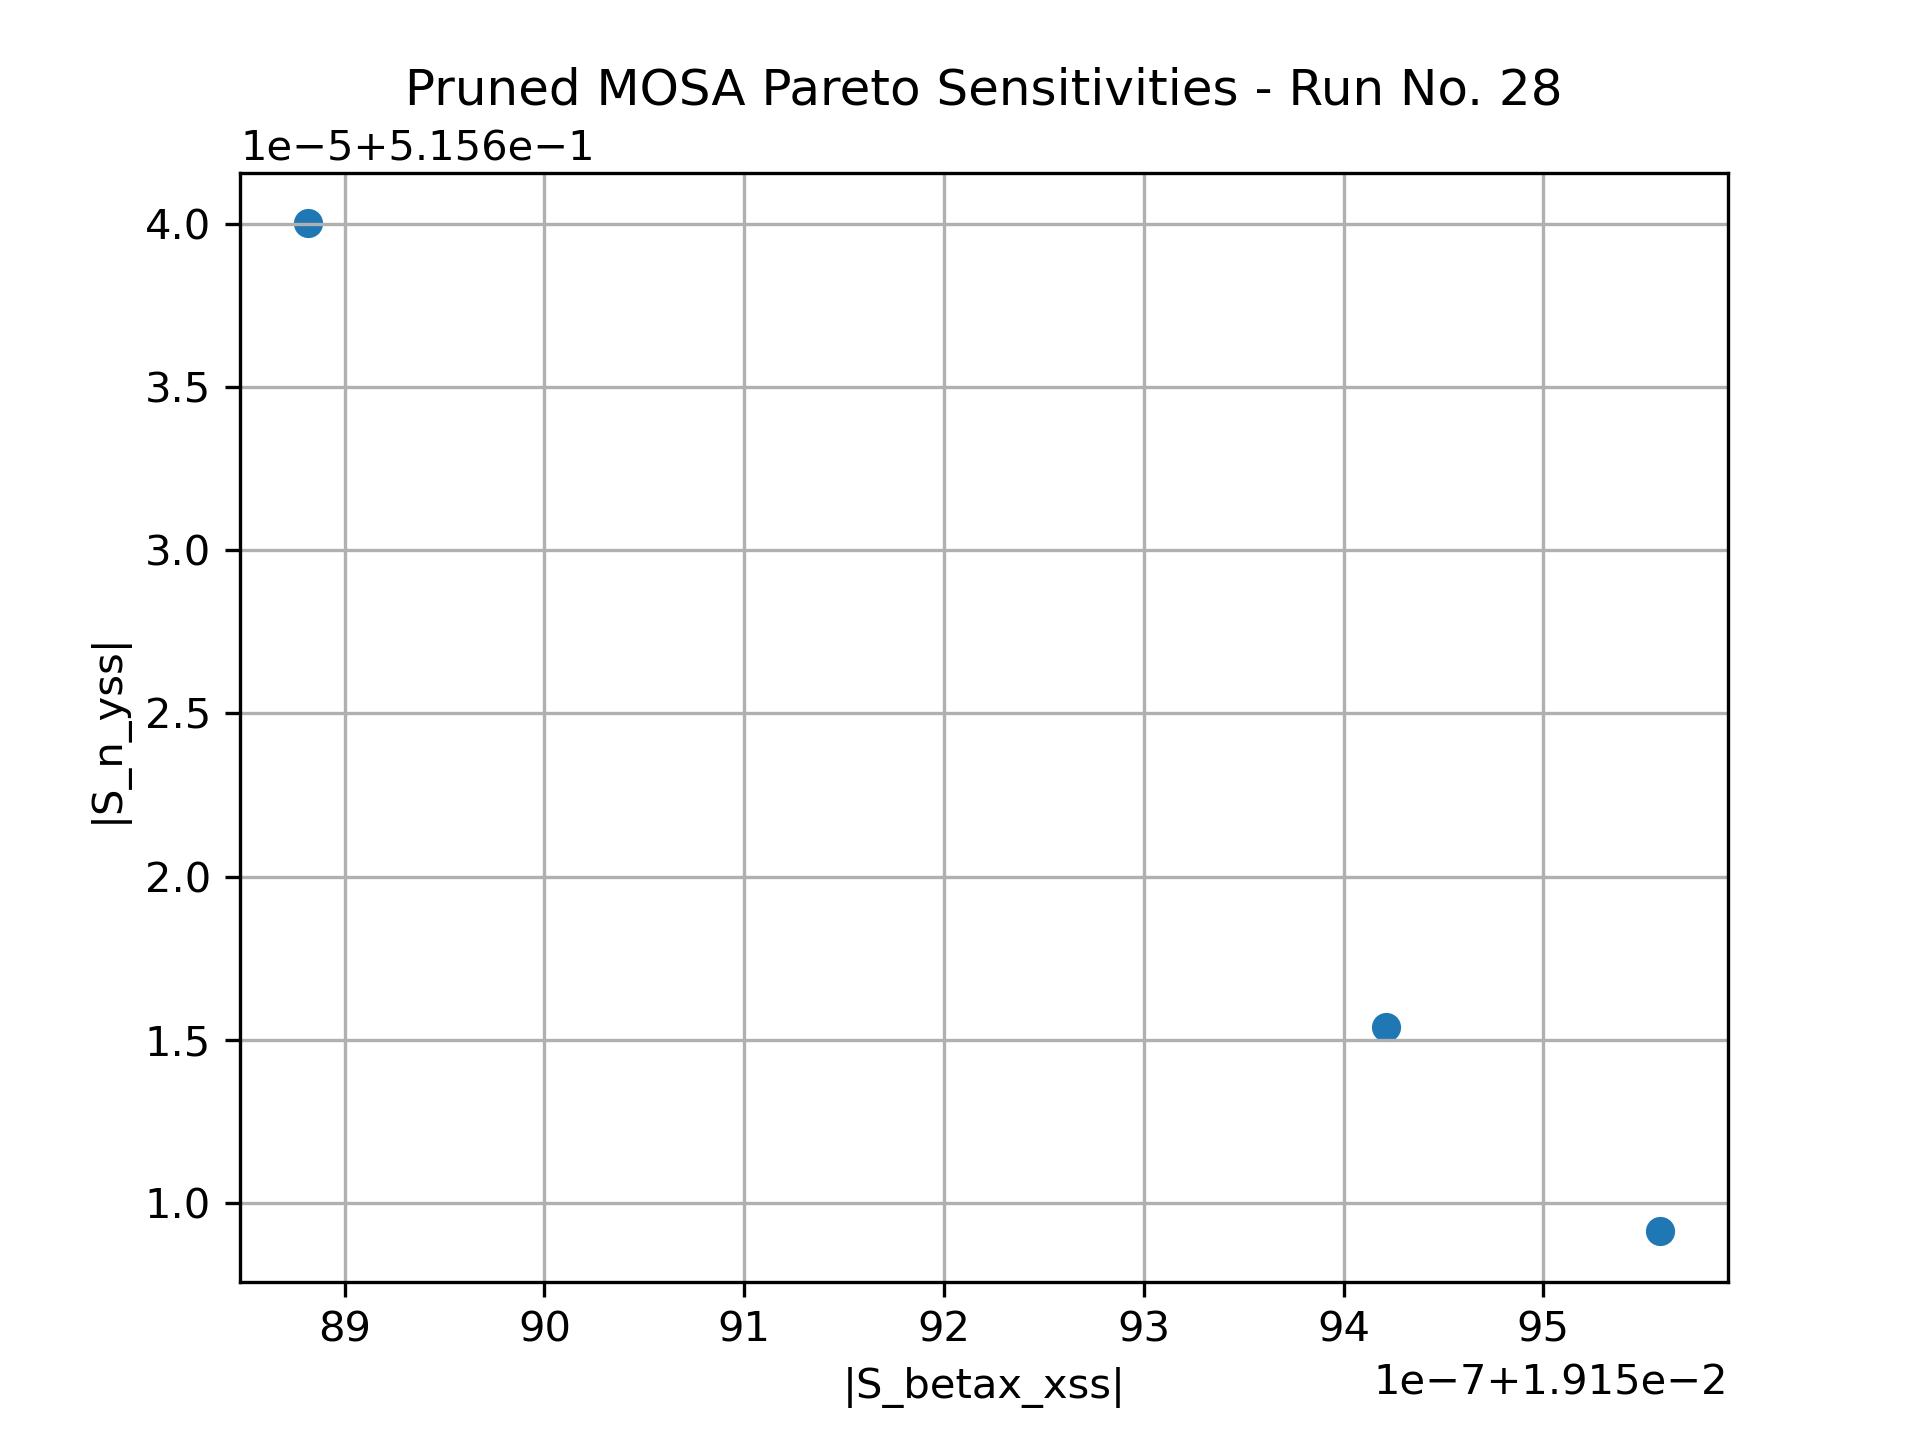 Pruned MOSA Pareto Sensitivities - Run No. 28
1e−5+5.156e−1
4.0
3.5
3.0
2.5
2.0
1.5
1.0
|S_n_yss|
89 90 91 92 93 94 95
|S_betax_xss|
1e−7+1.915e−2